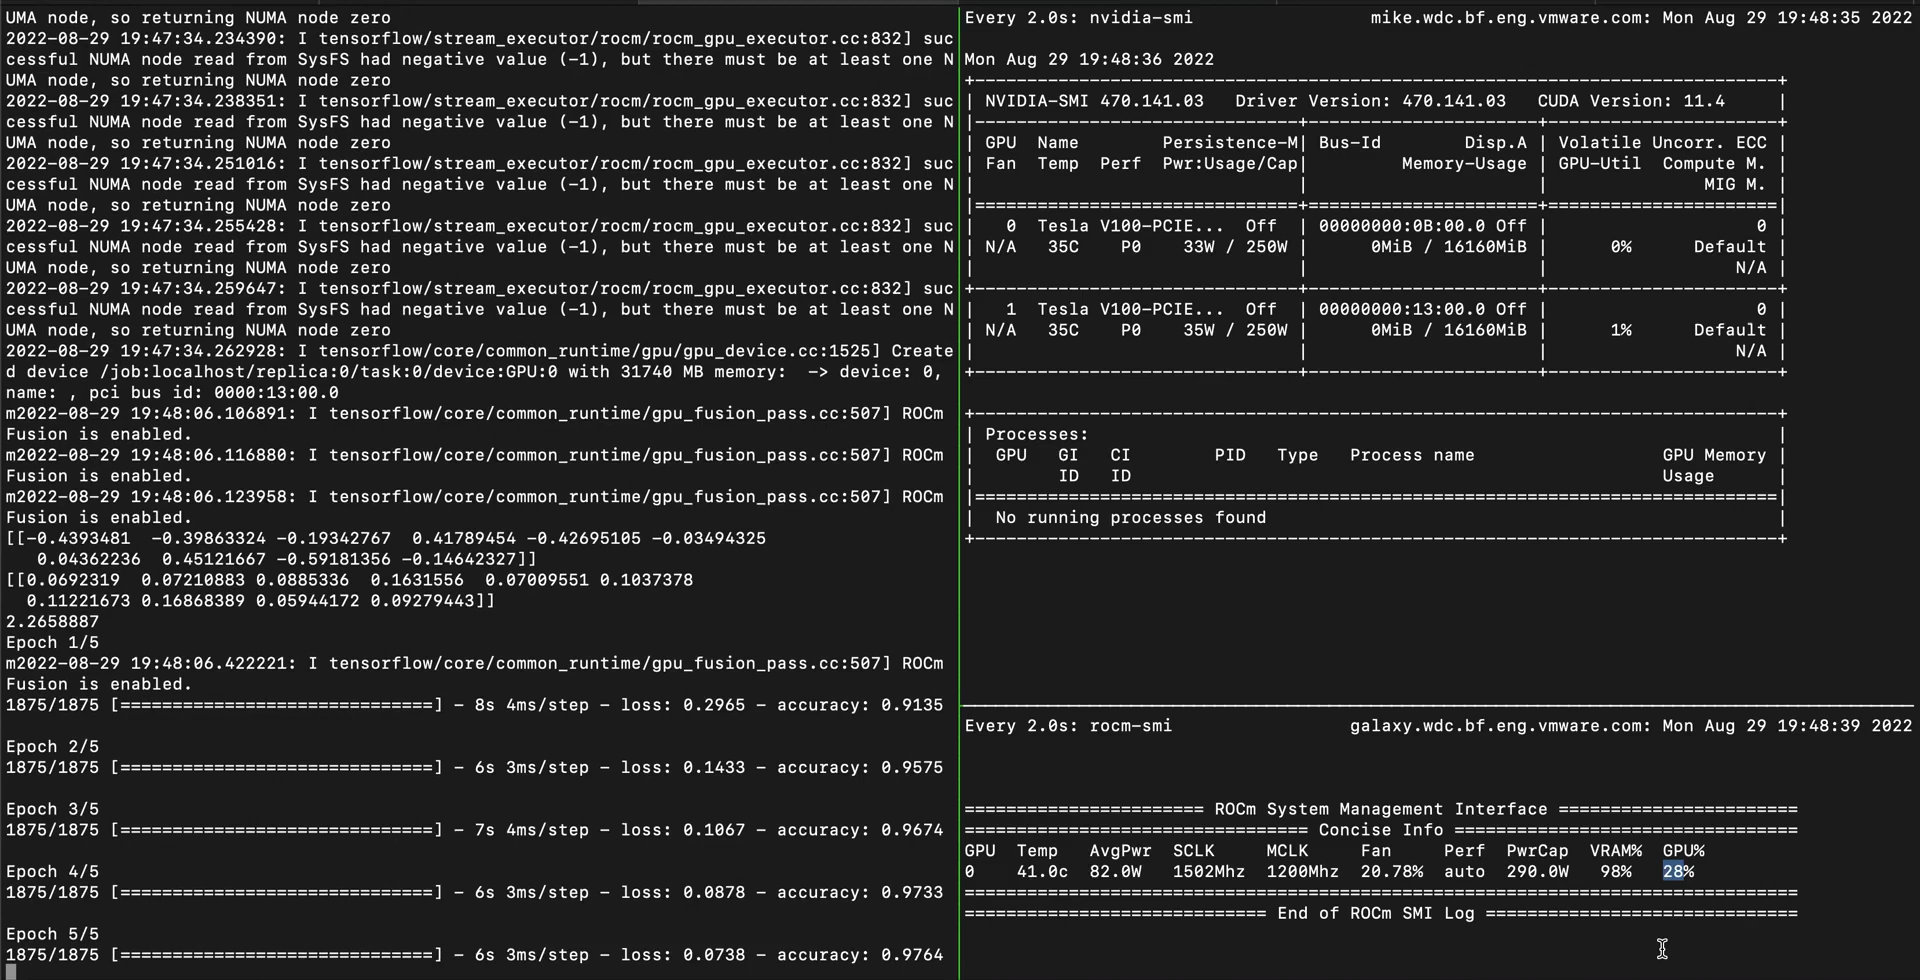 UMA node, so returning NUMA node zero
2022-08-29 19:47:34.234390: I tensorflow/stream_executor/rocm/rocm_gpu_executor.cc:832] suc
cessful NUMA node read from SysFS had negative value (-1), but there must be at least one N
UMA node, so returning NUMA node zero
2022-08-29 19:47:34.238351: I tensorflow/stream_executor/rocm/rocm_gpu_executor.cc:832] suc
cessful NUMA node read from SysFS had negative value (-1), but there must be at least one N
UMA node, so returning NUMA node zero
2022-08-29 19:47:34.251016: I tensorflow/stream_executor/rocm/rocm_gpu_executor.cc:832] suc
cessful NUMA node read from SysFS had negative value (-1), but there must be at least one N
UMA node, so returning NUMA node zero
2022-08-29 19:47:34.255428: I tensorflow/stream_executor/rocm/rocm_gpu_executor.cc:832] suc
cessful NUMA node read from SysFS had negative value (-1), but there must be at least one N
UMA node, so returning NUMA node zero
2022-08-29 19:47:34.259647: I tensorflow/stream_executor/rocm/rocm_gpu_executor.cc:832] suc
cessful NUMA node read from SysFS had negative value (-1), but there must be at least one N
UMA node, so returning NUMA node zero
2022-08-29 19:47:34.262928: I tensorflow/core/common_runtime/gpu/gpu_device.cc:1525] Create
d device /job:localhost/replica:0/task:0/device:GPU:0 with 31740 MB memory:  -> device: 0,
name: , pci bus id: 0000:13:00.0
m2022-08-29 19:48:06.106891: I tensorflow/core/common_runtime/gpu_fusion_pass.cc:507] ROCm
Fusion is enabled.
m2022-08-29 19:48:06.116880: I tensorflow/core/common_runtime/gpu_fusion_pass.cc:507] ROCm
Fusion is enabled.
m2022-08-29 19:48:06.123958: I tensorflow/core/common_runtime/gpu_fusion_pass.cc:507] ROCm
Fusion is enabled.
[[-0.4393481  -0.39863324 -0.19342767  0.41789454 -0.42695105 -0.03494325
0.04362236  0.45121667 -0.59181356 -0.14642327]]
[[0.0692319  0.07210883 0.0885336  0.1631556  0.07009551 0.1037378
0.11221673 0.16868389 0.05944172 0.09279443]]
2.2658887
Epoch 1/5
m2022-08-29 19:48:06.422221: I tensorflow/core/common_runtime/gpu_fusion_pass.cc:507] ROCm
Fusion is enabled.
1875/1875 [==============================] - 8s 4ms/step - loss: 0.2965 - accuracy: 0.9135
Epoch 2/5
1875/1875 [==============================] - 6s 3ms/step - loss: 0.1433 - accuracy: 0.9575
Epoch 3/5
1875/1875 [==============================] - 7s 4ms/step - loss: 0.1067 - accuracy: 0.9674
Epoch 4/5
1875/1875 [==============================] - 6s 3ms/step - loss: 0.0878 - accuracy: 0.9733
Epoch 5/5
1875/1875 [==============================] - 6s 3ms/step - loss: 0.0738 - accuracy: 0.9764
Every 2.0s: nvidia-smi mike.wdc.bf.eng.vmware.com: Mon Aug 29 19:48:35 2022
Mon Aug 29 19:48:36 2022
| NVIDIA-SMI 470.141.03   Driver Version: 470.141.03   CUDA Version: 11.4 |
| GPU  Name        Persistence-M| Bus-Id        Disp.A | Volatile Uncorr. ECC |
| Fan  Temp  Perf  Pwr:Usage/Cap|         Memory-Usage | GPU-Util  Compute M. |
| | | MIG M. |
| 0  Tesla V100-PCIE...  Off | 00000000:0B:00.0 Off | 0 |
| N/A  35C  P0  33W / 250W | 0MiB / 16160MiB | 0%  Default |
| | | N/A |
| 1  Tesla V100-PCIE...  Off | 00000000:13:00.0 Off | 0 |
| N/A  35C  P0  35W / 250W | 0MiB / 16160MiB | 1%  Default |
| | | N/A |
| Processes: |
| GPU  GI  CI  PID  Type  Process name  GPU Memory |
| ID  ID  Usage |
| No running processes found |
Every 2.0s: rocm-smi galaxy.wdc.bf.eng.vmware.com: Mon Aug 29 19:48:39 2022
======================= ROCm System Management Interface =======================
================================= Concise Info =================================
GPU  Temp  AvgPwr  SCLK  MCLK  Fan  Perf  PwrCap  VRAM%  GPU%
0  41.0c  82.0W  1502Mhz  1200Mhz  20.78%  auto  290.0W  98%  28%
================================================================================
============================= End of ROCm SMI Log ==============================